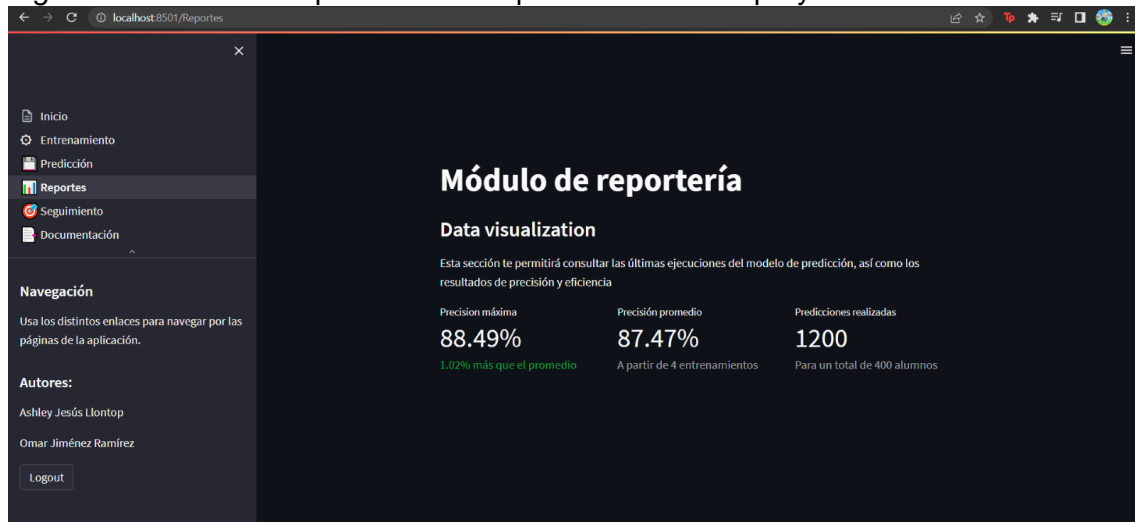 localhost:8501/Reportes
Inicio
Entrenamiento
Predicción
Reportes
Seguimiento
Documentación
Navegación
Usa los distintos enlaces para navegar por las
páginas de la aplicación.
Autores:
Ashley Jesús Llontop
Omar Jiménez Ramírez
Logout
Módulo de reportería
Data visualization
Esta sección te permitirá consultar las últimas ejecuciones del modelo de predicción, así como los
resultados de precisión y eficiencia
Precision máxima
88.49%
1.02% más que el promedio
Precisión promedio
87.47%
A partir de 4 entrenamientos
Predicciones realizadas
1200
Para un total de 400 alumnos